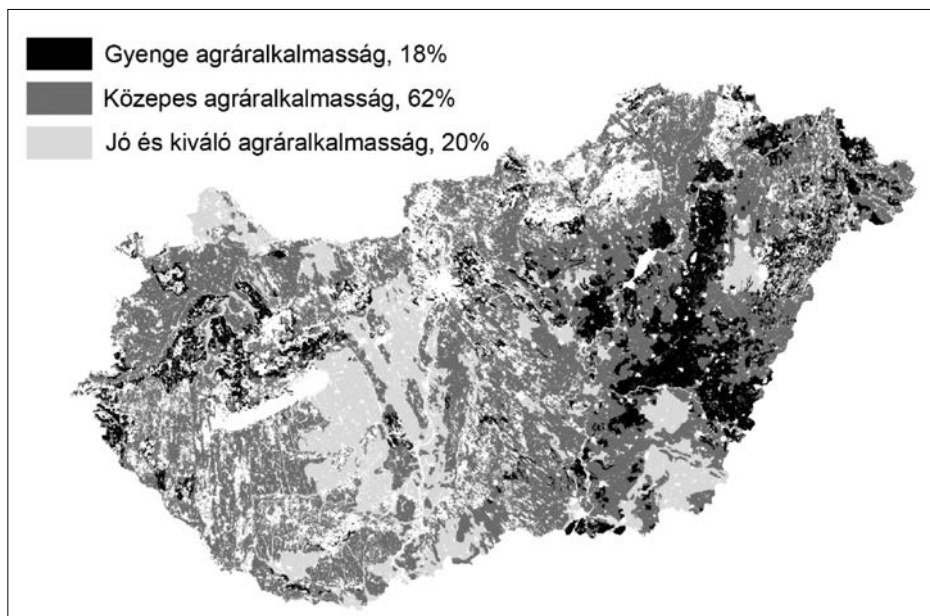 Gyenge agráralkalmasság, 18%
Közepes agráralkalmasság, 62%
Jó és kiváló agráralkalmasság, 20%